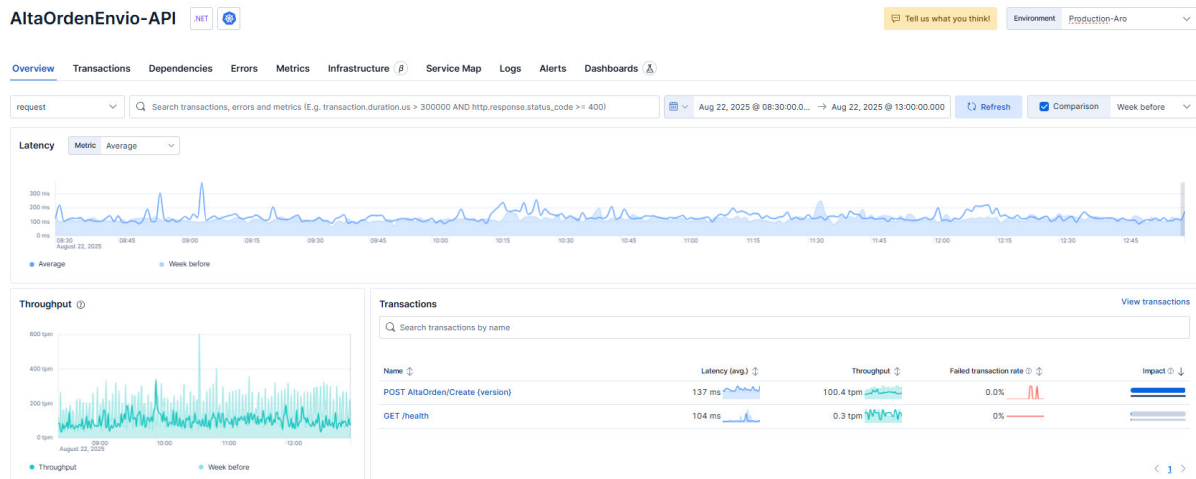 AltaOrdenEnvio-API
.NET
Tell us what you think!
Environment Production-Aro
Overview Transactions Dependencies Errors Metrics Infrastructure β Service Map Logs Alerts Dashboards
request Search transactions, errors and metrics (E.g. transaction.duration.us > 300000 AND http.response.status_code >= 400) Aug 22, 2025 @ 08:30:00.0... → Aug 22, 2025 @ 13:00:00.000 Refresh Comparison Week before
Latency Metric Average
300 ms
200 ms
100 ms
0 ms
08:30 08:45 09:00 09:15 09:30 09:45 10:00 10:15 10:30 10:45 11:00 11:15 11:30 11:45 12:00 12:15 12:30 12:45
August 22, 2025
Average Week before
Throughput
600 tpm
400 tpm
200 tpm
0 tpm
09:00 10:00 11:00 12:00
August 22, 2025
Throughput Week before
Transactions View transactions
Search transactions by name
Name Latency (avg.) Throughput Failed transaction rate Impact
POST AltaOrden/Create {version} 137 ms 100.4 tpm 0.0%
GET /health 104 ms 0.3 tpm 0%
1